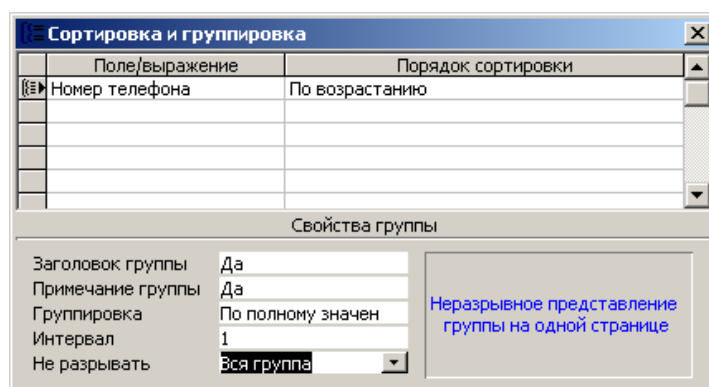 Сортировка и группировка
Поле/выражение Порядок сортировки
Номер телефона По возрастанию
Свойства группы
Заголовок группы Да
Примечание группы Да
Группировка По полному значен
Интервал 1
Не разрывать Вся группа
Неразрывное представление
группы на одной странице